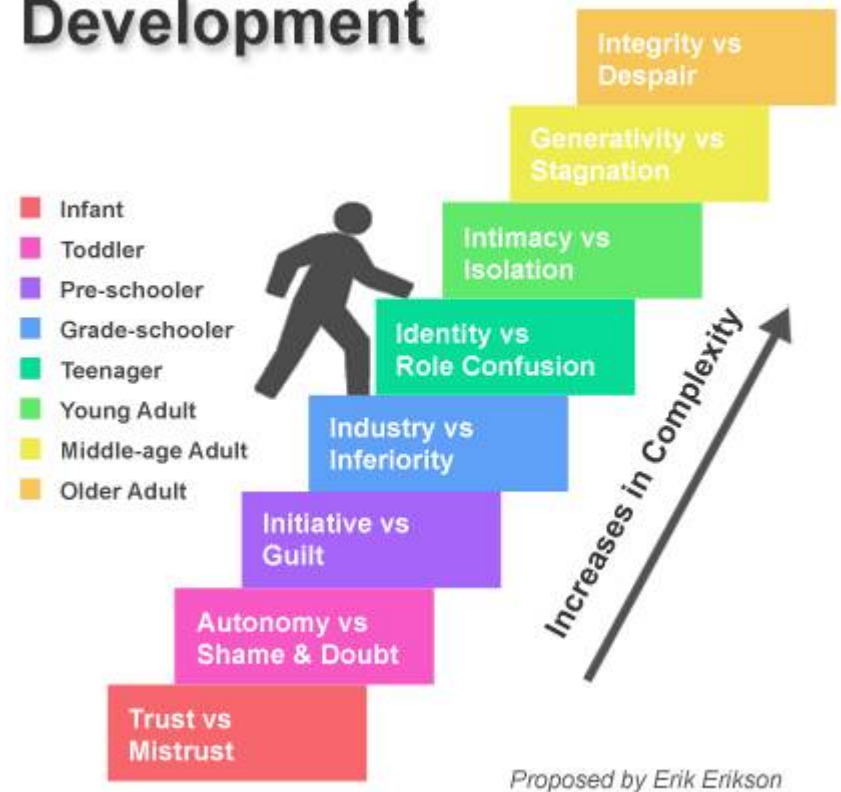 Development
Integrity vs
Despair
Generativity vs
Stagnation
Intimacy vs
Isolation
Identity vs
Role Confusion
Industry vs
Inferiority
Initiative vs
Guilt
Autonomy vs
Shame & Doubt
Trust vs
Mistrust
Infant
Toddler
Pre-schooler
Grade-schooler
Teenager
Young Adult
Middle-age Adult
Older Adult
Increases in Complexity
Proposed by Erik Erikson